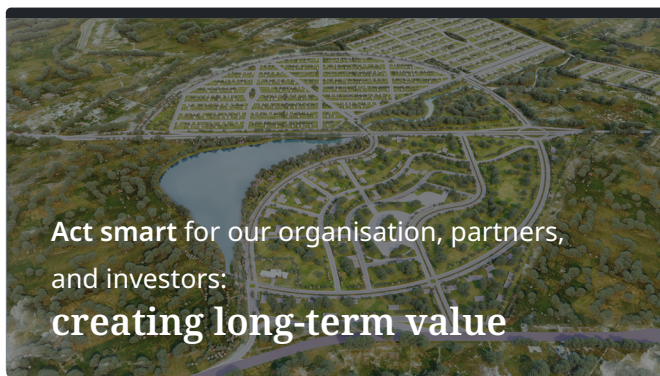 Act smart for our organisation, partners,
and investors:
creating long-term value